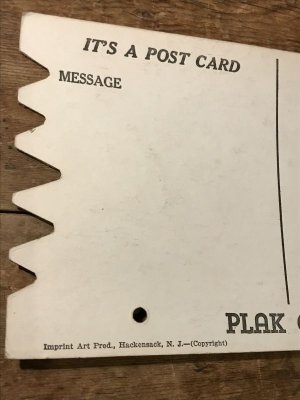 IT'S A POST CARD
MESSAGE
PLAK
Imprint Art Prod., Hackensack, N. J.—(Copyright)